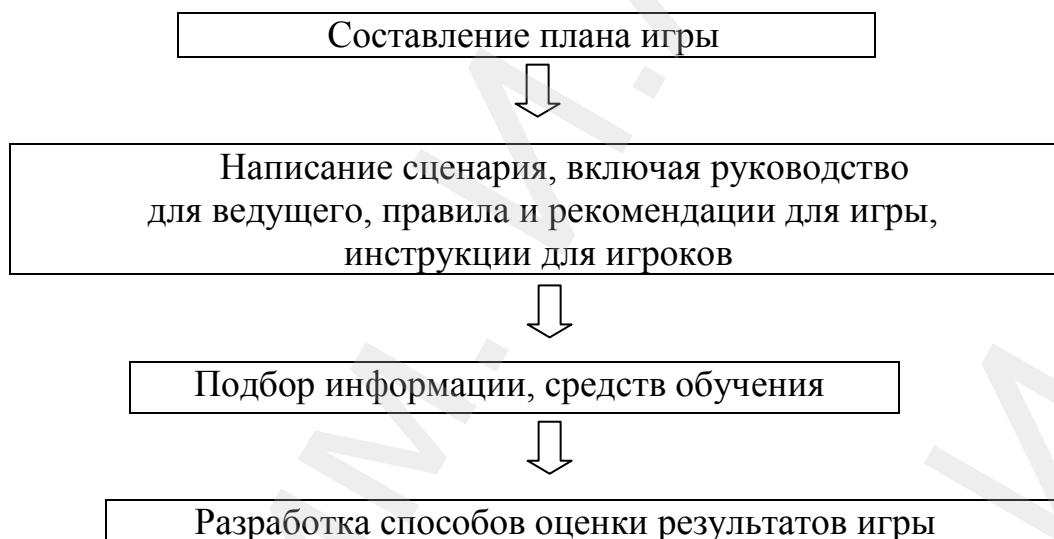 Составление плана игры
Написание сценария, включая руководство
для ведущего, правила и рекомендации для игры,
инструкции для игроков
Подбор информации, средств обучения
Разработка способов оценки результатов игры